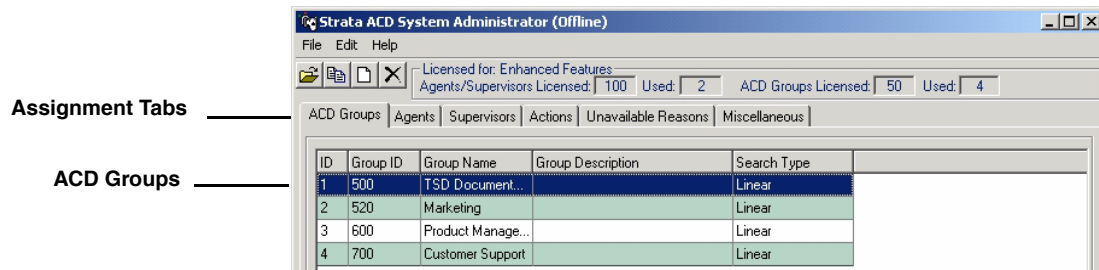 Strata ACD System Administrator (Offline)
File Edit Help
Licensed for: Enhanced Features
Agents/Supervisors Licensed: 100 Used: 2 ACD Groups Licensed: 50 Used: 4
Assignment Tabs
ACD Groups Agents Supervisors Actions Unavailable Reasons Miscellaneous
ID Group ID Group Name Group Description Search Type
ACD Groups
1 500 TSD Document... Linear
2 520 Marketing Linear
3 600 Product Manage... Linear
4 700 Customer Support Linear